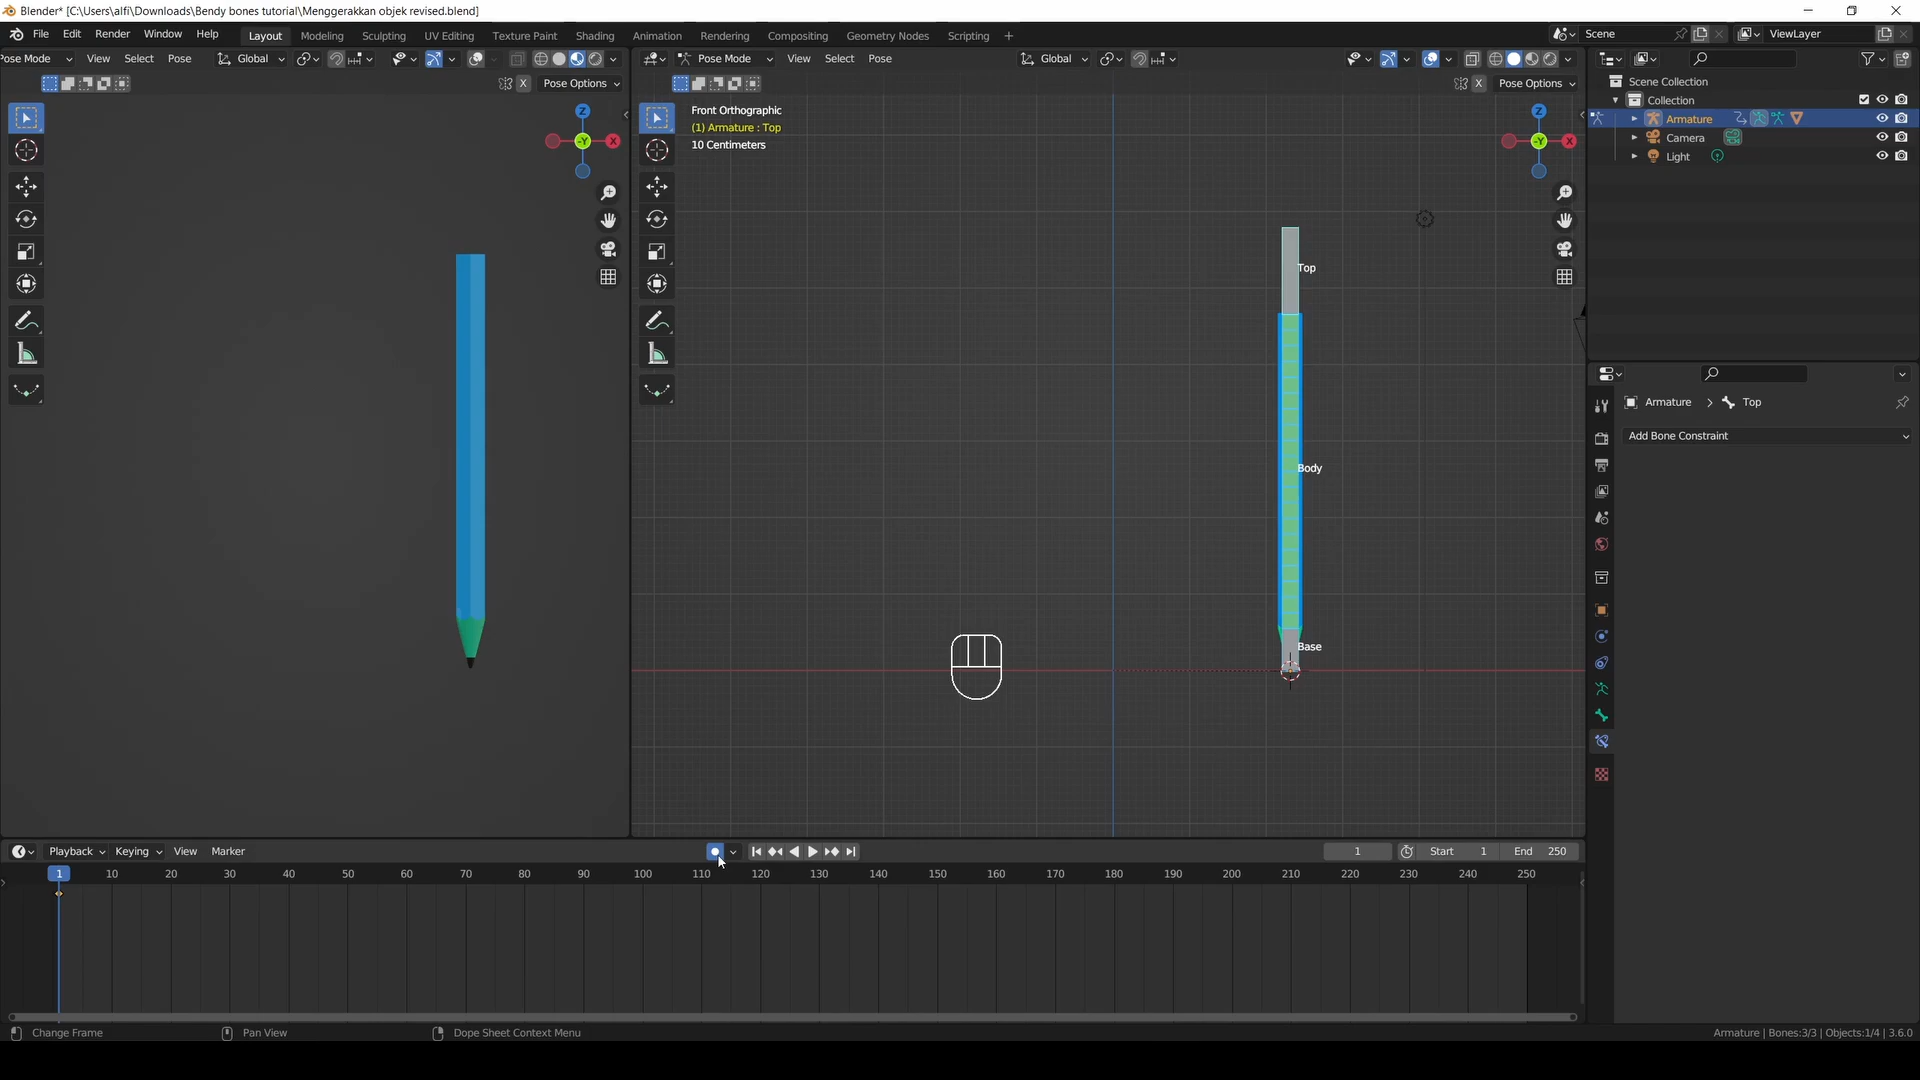 Blender* [C:\Users\alfi\Downloads\Bendy bones tutorial\Menggerakkan objek revised.blend]
File Edit Render Window Help Layout Modeling Sculpting UV Editing Texture Paint Shading Animation Rendering Compositing Geometry Nodes Scripting + Scene ViewLayer
ose Mode View Select Pose Global Pose Mode View Select Pose Global
X Pose Options X Pose Options
Scene Collection
Collection
Armature
Camera
Light
Z
X
-Y
Front Orthographic
(1) Armature : Top
10 Centimeters
Z
X
-Y
Top
Body
Base
Armature > Top
Add Bone Constraint
Playback Keying View Marker 1 Start 1 End 250
1 10 20 30 40 50 60 70 80 90 100 110 120 130 140 150 160 170 180 190 200 210 220 230 240 250
Change Frame Pan View Dope Sheet Context Menu Armature | Bones:3/3 | Objects:1/4 | 3.6.0